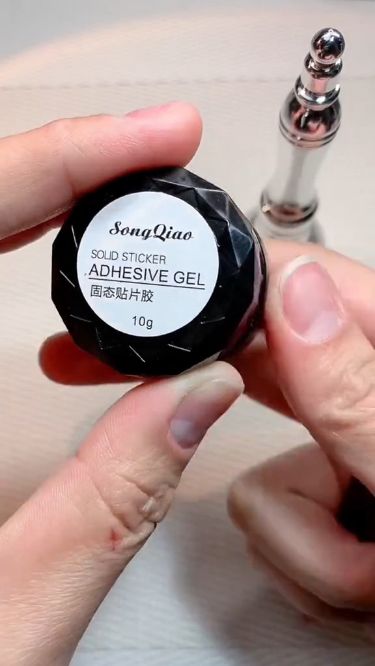 SongQiao
SOLID STICKER
ADHESIVE GEL
固态贴片胶
10g